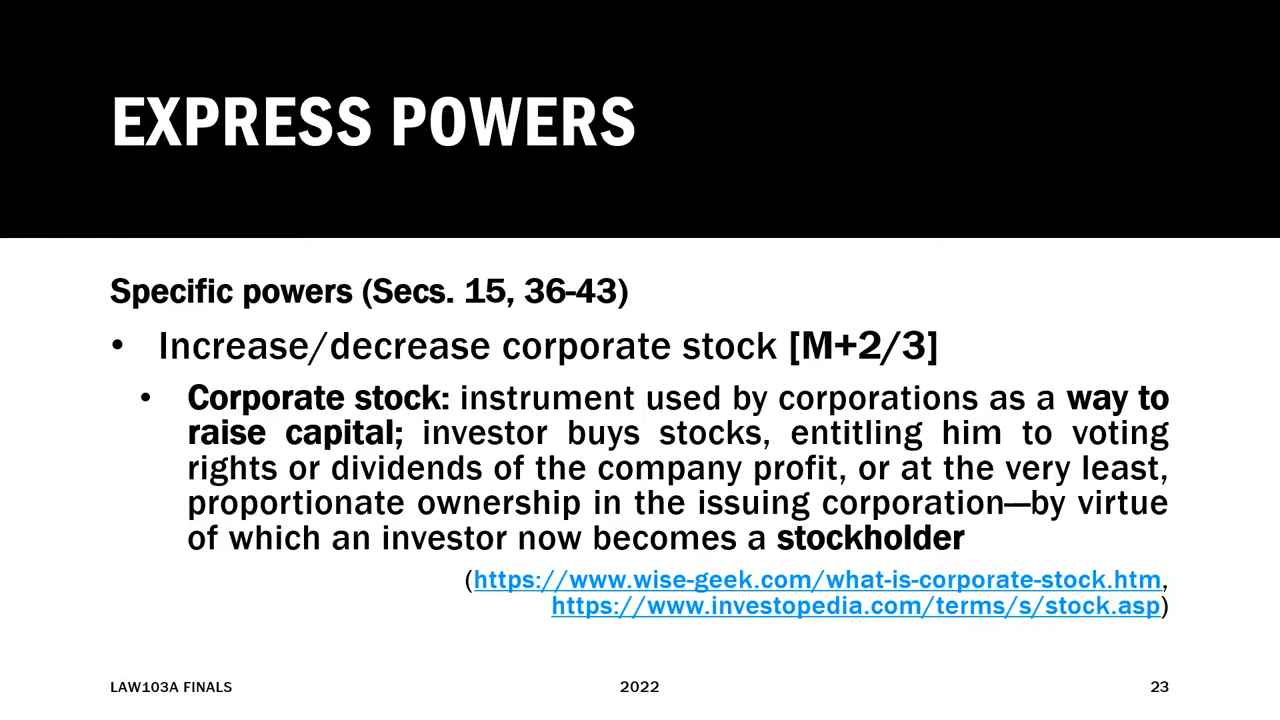 EXPRESS POWERS
Specific powers (Secs. 15, 36-43)
• Increase/decrease corporate stock [M+2/3]
• Corporate stock: instrument used by corporations as a way to
raise capital; investor buys stocks, entitling him to voting
rights or dividends of the company profit, or at the very least,
proportionate ownership in the issuing corporation—by virtue
of which an investor now becomes a stockholder
(https://www.wise-geek.com/what-is-corporate-stock.htm,
https://www.investopedia.com/terms/s/stock.asp)
LAW103A FINALS 2022 23